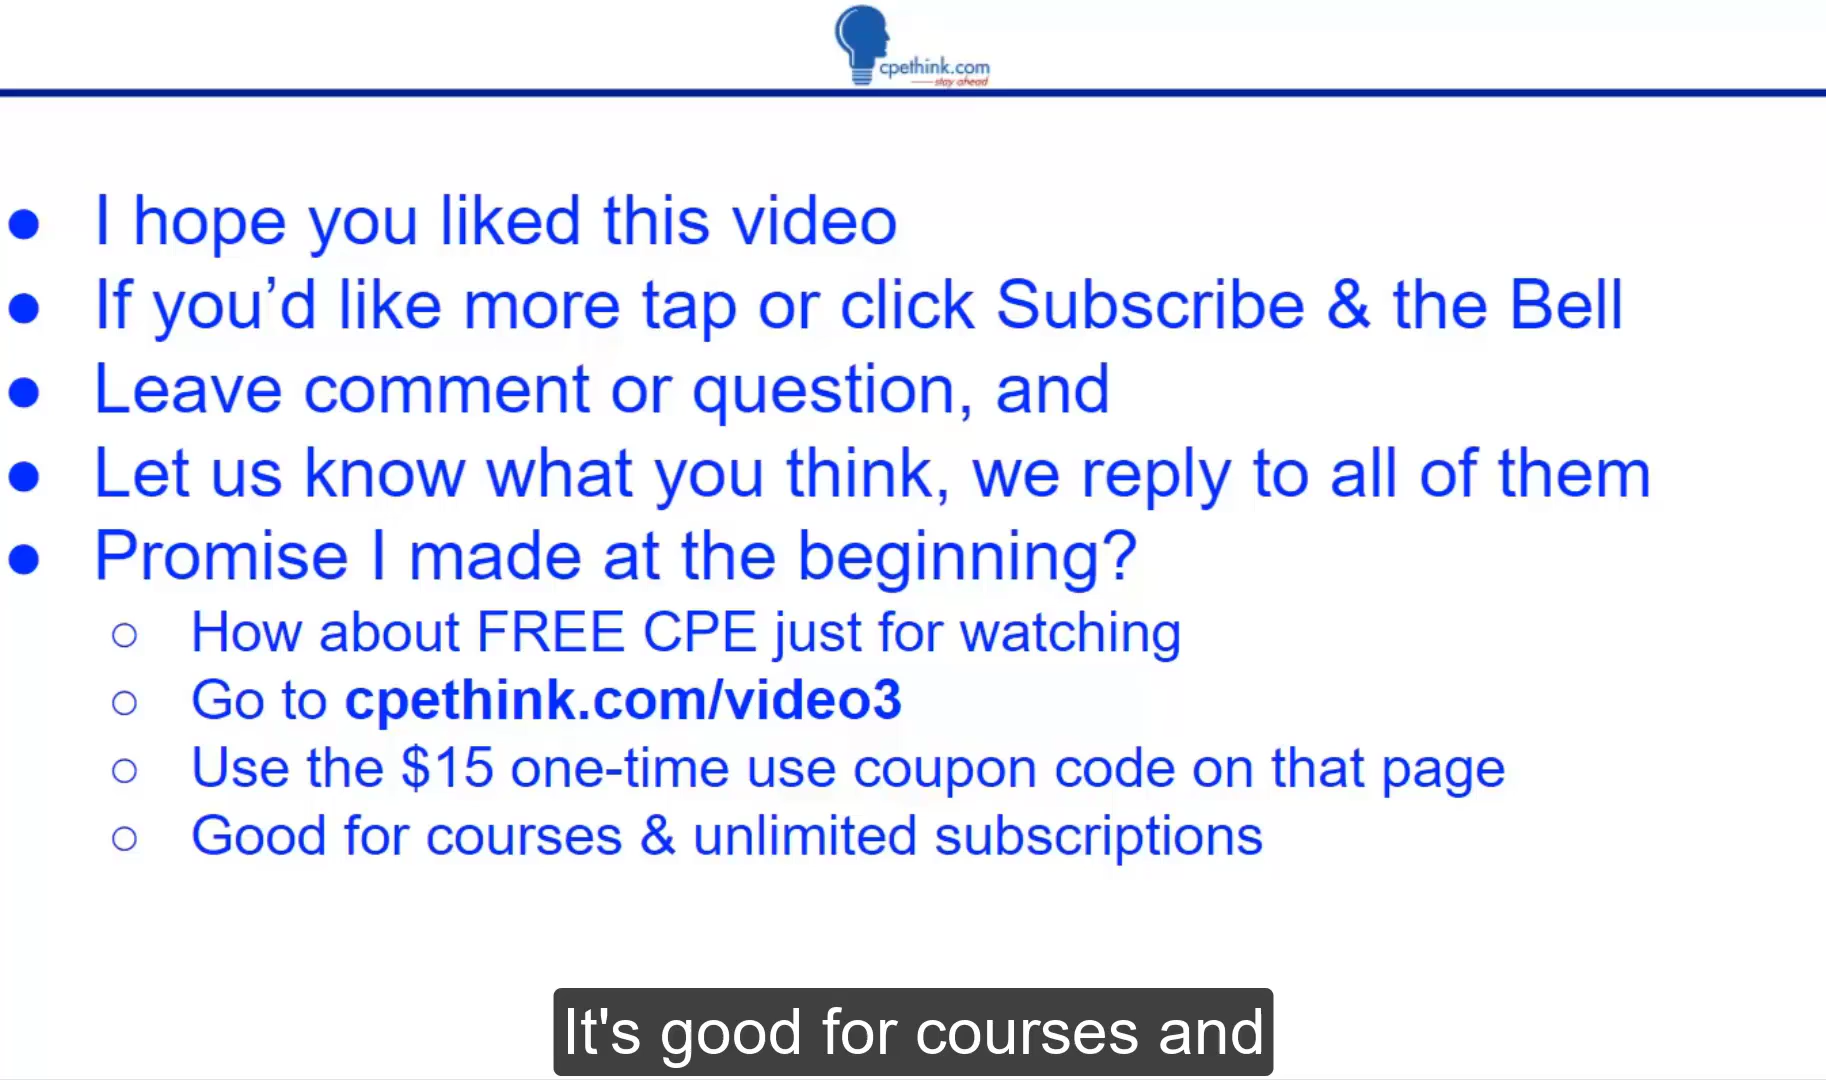 cpethink.com
stay ahead
● I hope you liked this video
● If you’d like more tap or click Subscribe & the Bell
● Leave comment or question, and
● Let us know what you think, we reply to all of them
● Promise I made at the beginning?
○ How about FREE CPE just for watching
○ Go to cpethink.com/video3
○ Use the $15 one-time use coupon code on that page
○ Good for courses & unlimited subscriptions
It's good for courses and